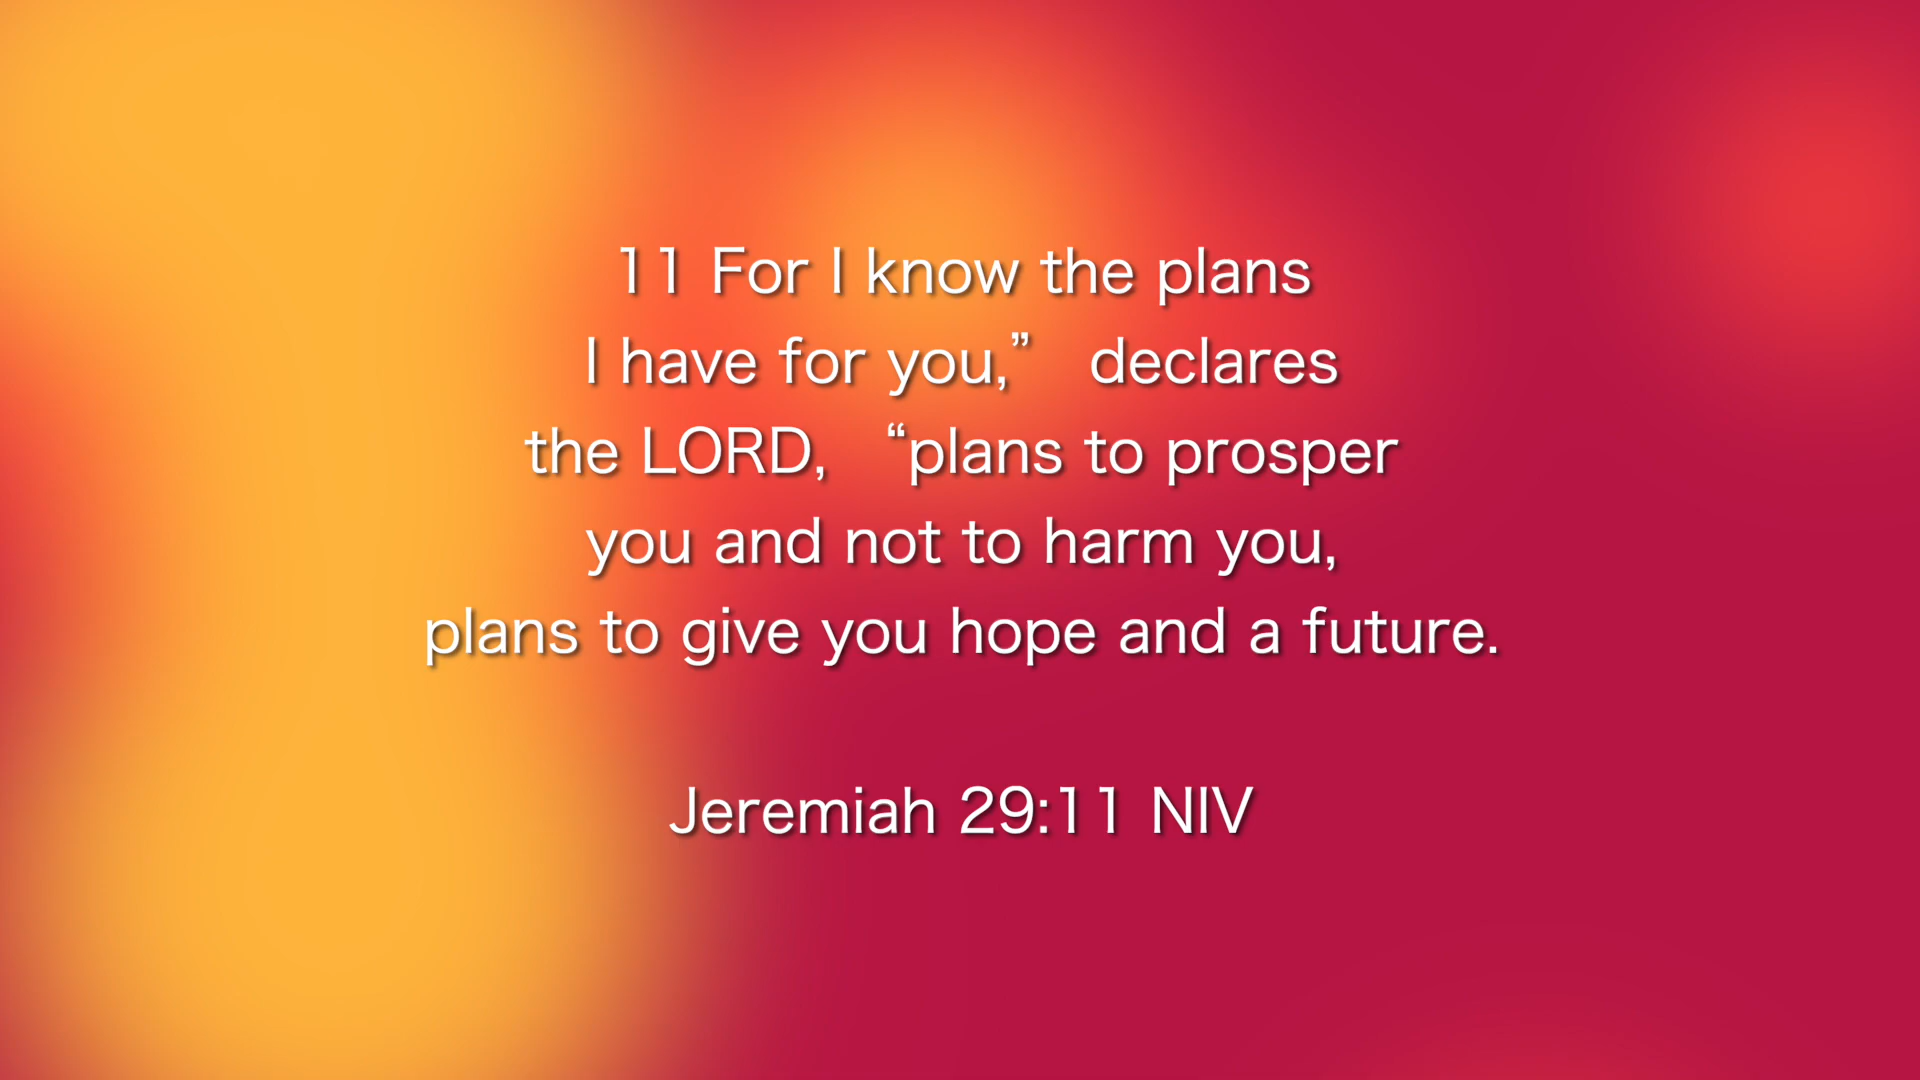 11 For I know the plans
I have for you,” declares
the LORD, “plans to prosper
you and not to harm you,
plans to give you hope and a future.
Jeremiah 29:11 NIV